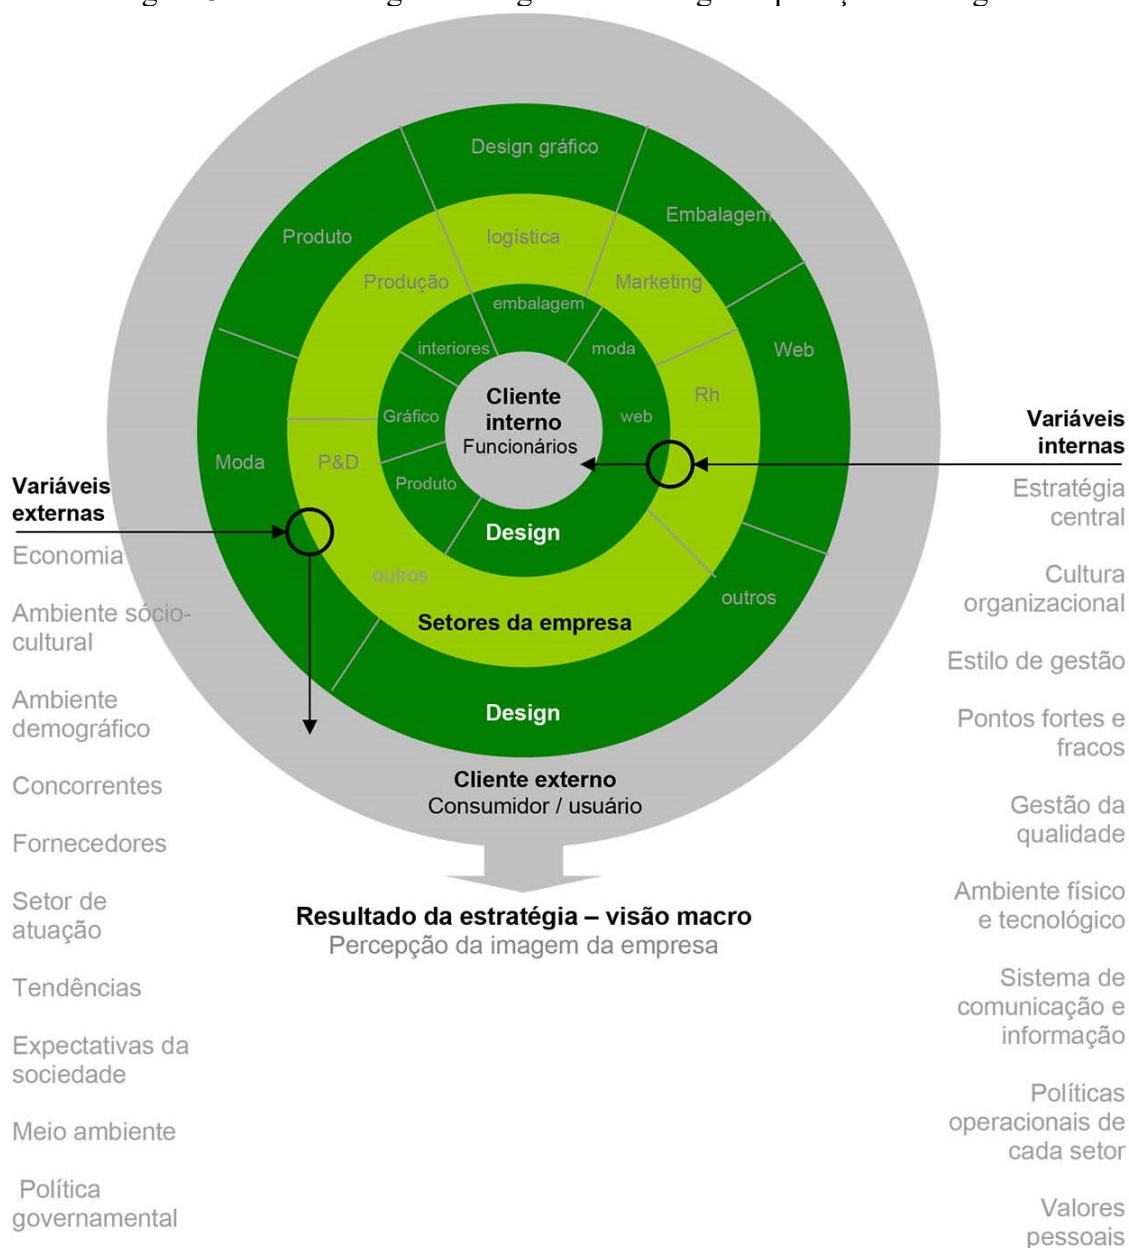 Design gráfico
Embalagem
Produto
logística
Produção
Marketing
embalagem
interiores
moda
Web
Cliente
interno
Funcionários
Rh
Gráfico
web
Moda
P&D
Produto
Design
outros
outros
Setores da empresa
Design
Cliente externo
Consumidor / usuário
Resultado da estratégia – visão macro
Percepção da imagem da empresa
Variáveis
externas
Economia
Ambiente sócio-
cultural
Ambiente
demográfico
Concorrentes
Fornecedores
Setor de
atuação
Tendências
Expectativas da
sociedade
Meio ambiente
Política
governamental
Variáveis
internas
Estratégia
central
Cultura
organizacional
Estilo de gestão
Pontos fortes e
fracos
Gestão da
qualidade
Ambiente físico
e tecnológico
Sistema de
comunicação e
informação
Políticas
operacionais de
cada setor
Valores
pessoais